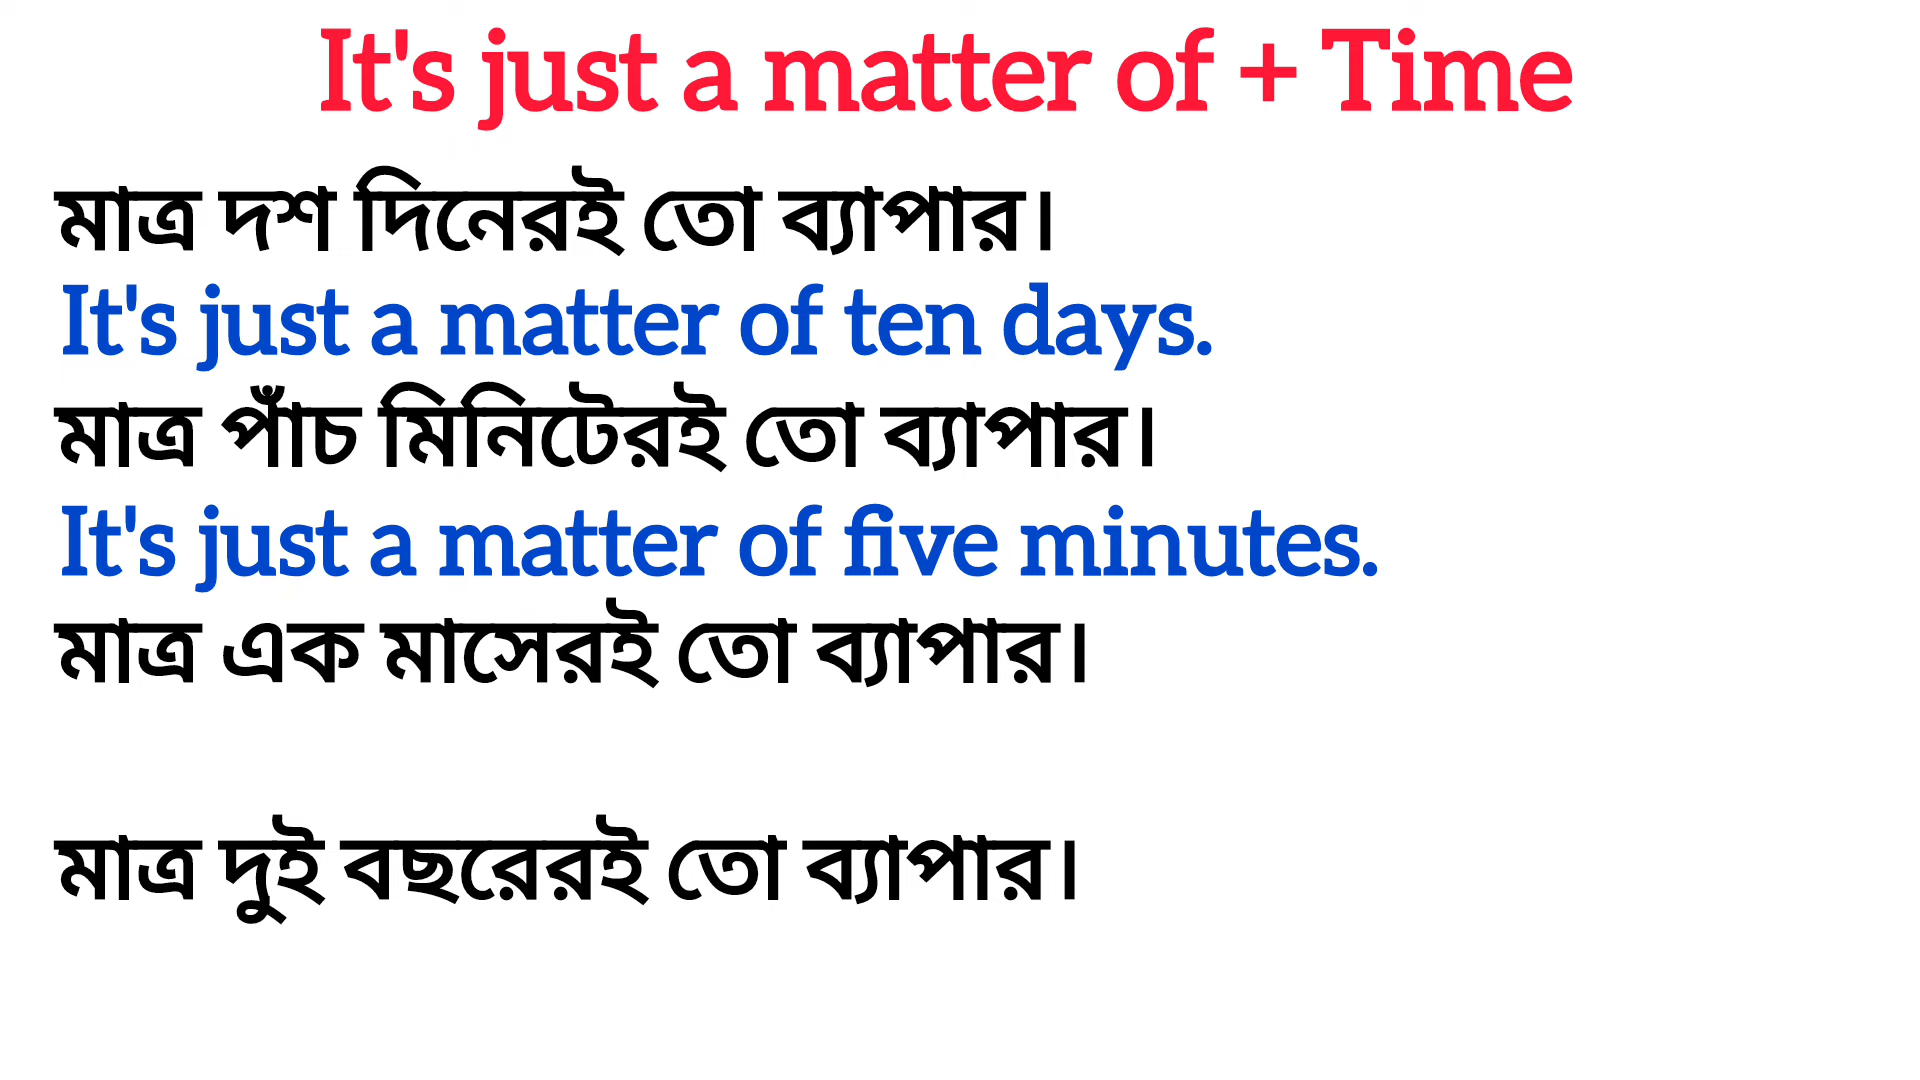 It's just a matter of + Time
মাত্র দশ দিনেরই তো ব্যাপার।
It's just a matter of ten days.
মাত্র পাঁচ মিনিটেরই তো ব্যাপার।
It's just a matter of five minutes.
মাত্র এক মাসেরই তো ব্যাপার।
মাত্র দুই বছরেরই তো ব্যাপার।